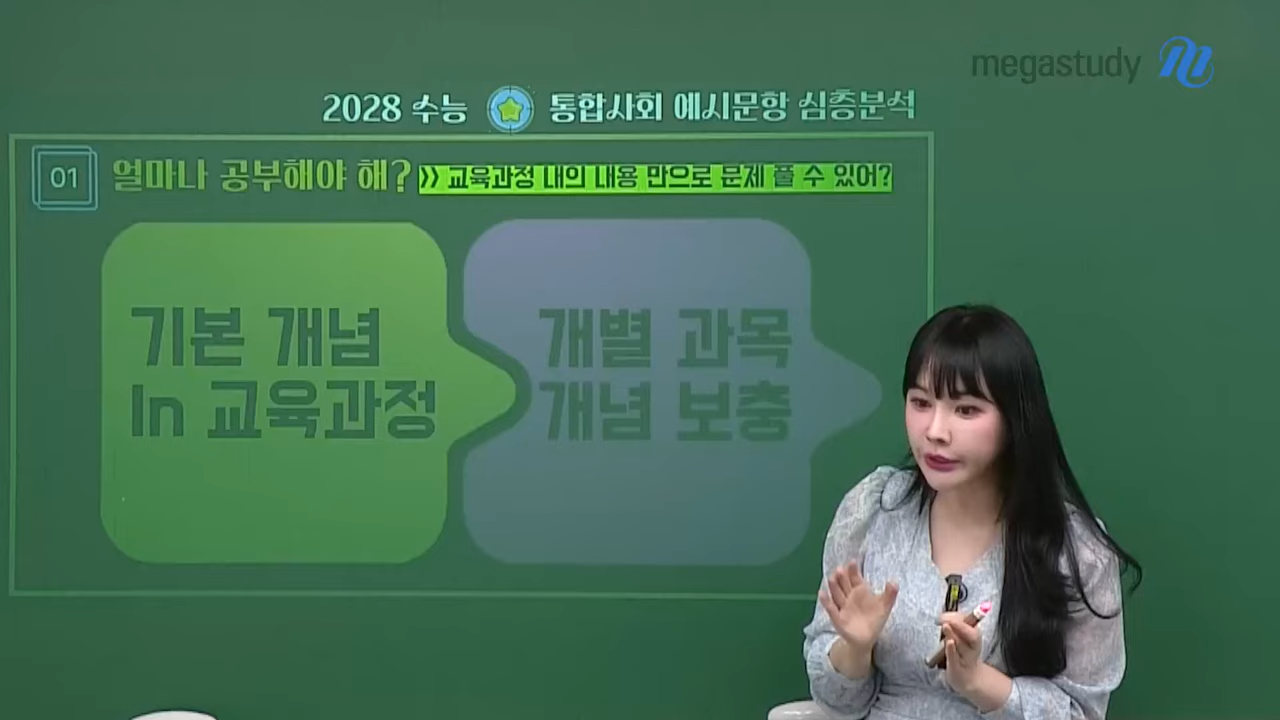 megastudy
2028 수능 통합사회 예시문항 심층분석
01 얼마나 공부해야 해? >> 교육과정 내의 내용 만으로 문제 풀 수 있어?
기본 개념
In 교육과정
개별 과목
개념 보충